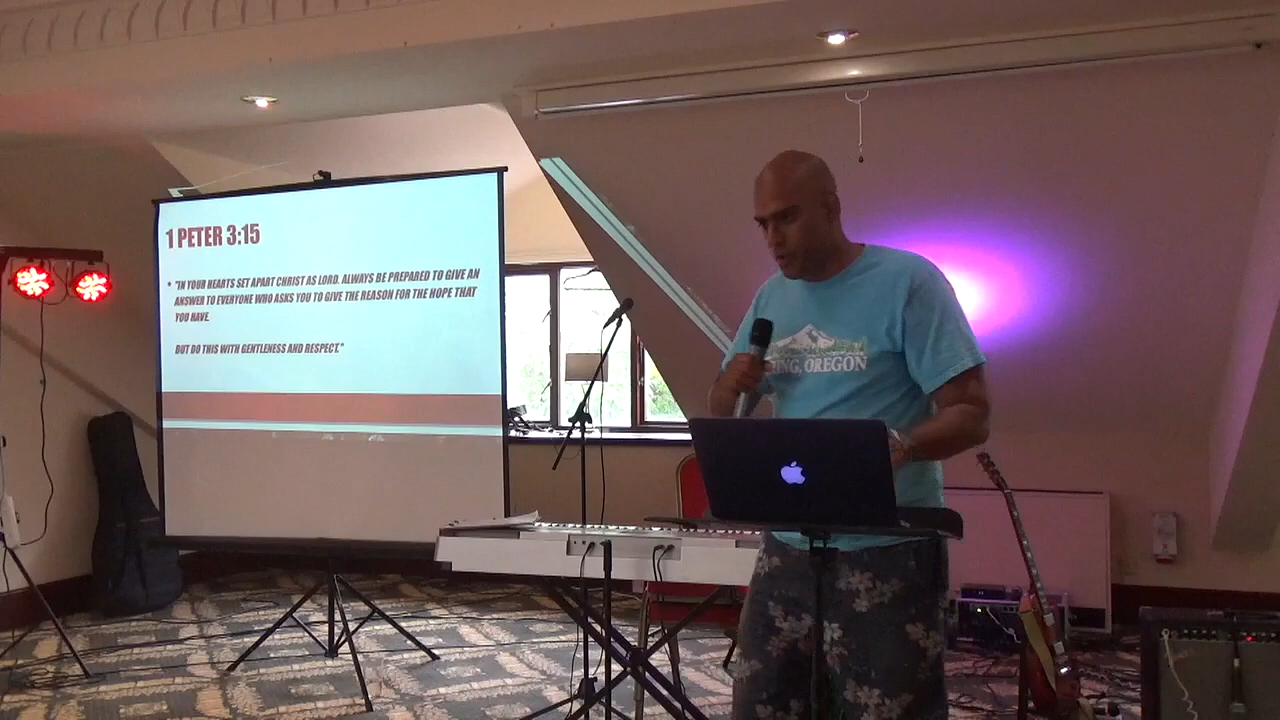 1 PETER 3:15
• "IN YOUR HEARTS SET APART CHRIST AS LORD. ALWAYS BE PREPARED TO GIVE AN
ANSWER TO EVERYONE WHO ASKS YOU TO GIVE THE REASON FOR THE HOPE THAT
YOU HAVE.
BUT DO THIS WITH GENTLENESS AND RESPECT."
OREGON